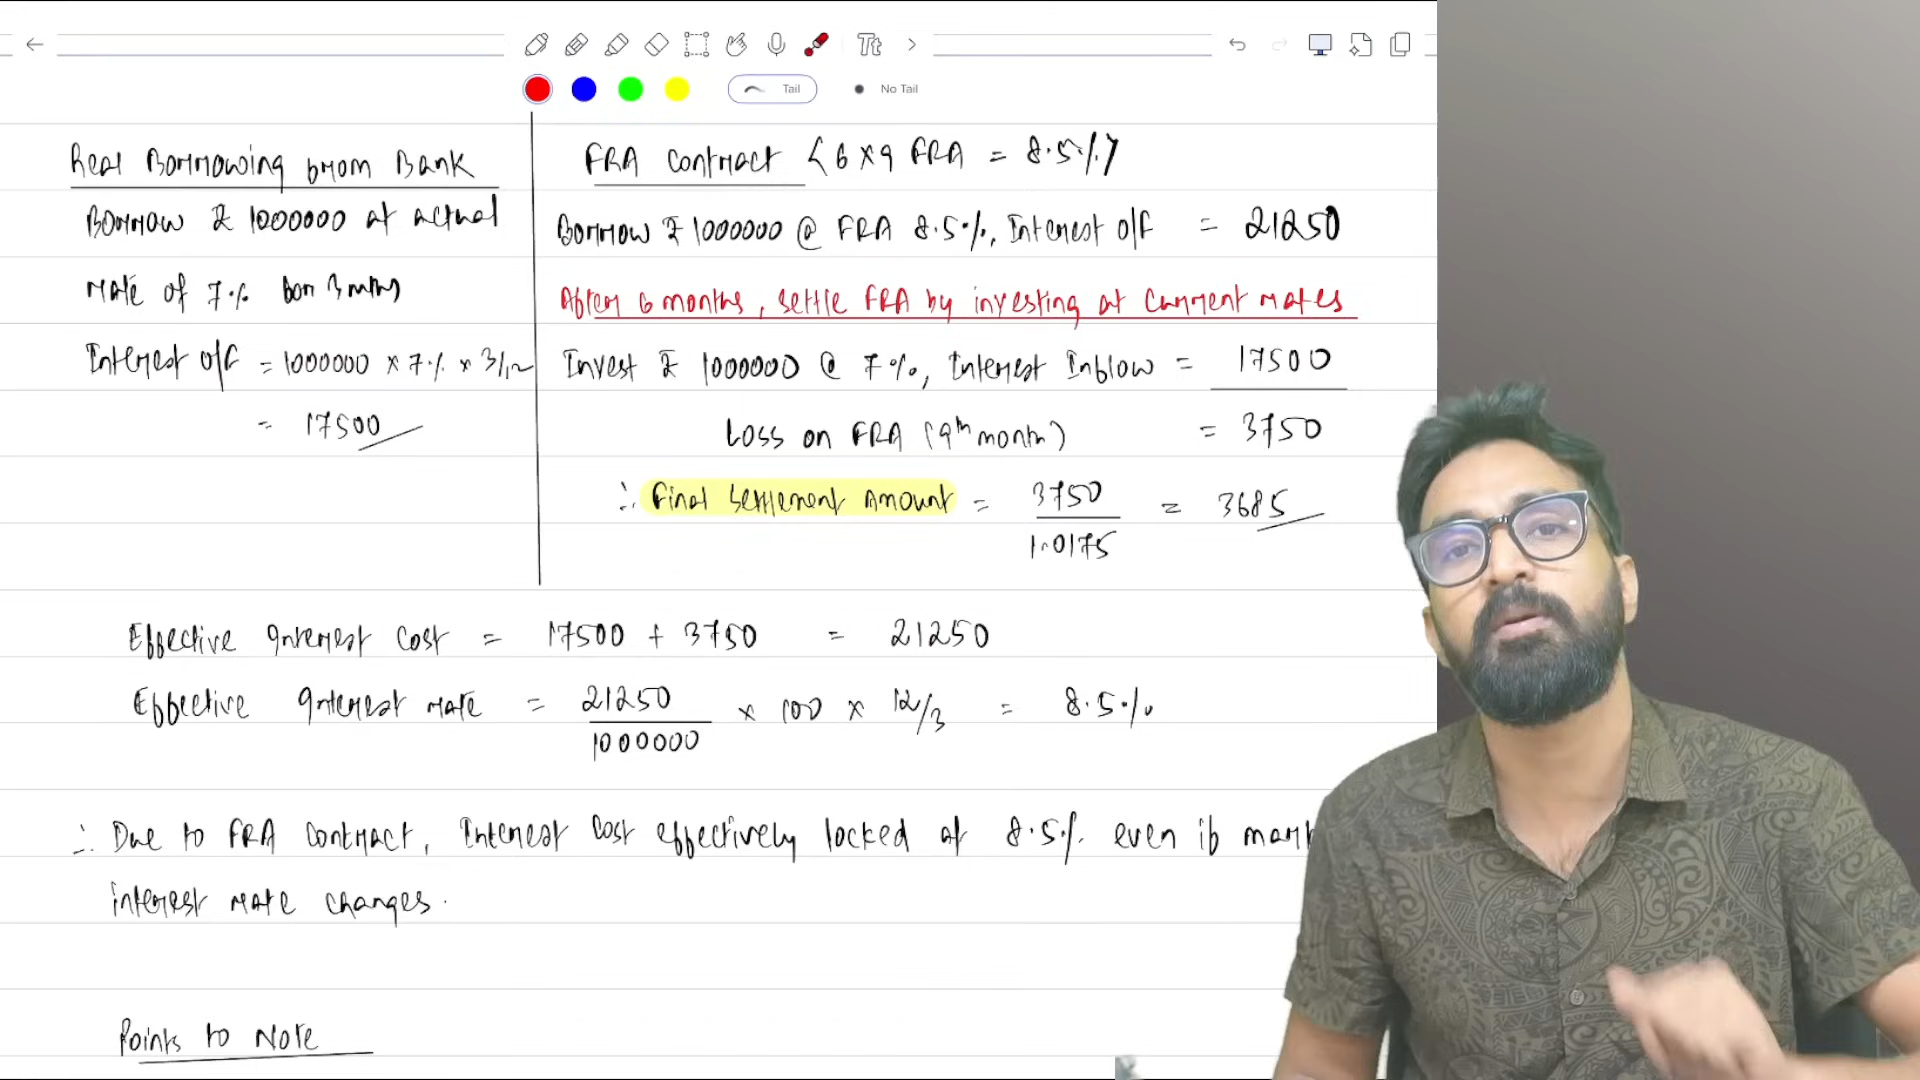 Tail
No Tail
Tt
Real Borrowing from Bank
Borrow ₹ 1000000 at actual
rate of 7% for 3 mths
Interest o/f = 1000000 x 7% x 3/12
= 17500
FRA Contract < 6 x 9 FRA = 8.5% >
Borrow ₹ 1000000 @ FRA 8.5%, Interest o/f = 21250
After 6 months, settle FRA by investing at current rates
Invest ₹ 1000000 @ 7%, Interest Inflow = 17500
Loss on FRA (9th month) = 3750
∴ Final Settlement Amount = 3750 / 1.0175 = 3685
Effective Interest Cost = 17500 + 3750 = 21250
Effective Interest rate = 21250 / 1000000 x 100 x 12/3 = 8.5%
∴ Due to FRA Contract, Interest Cost effectively locked at 8.5% even if
interest rate changes.
Points to Note